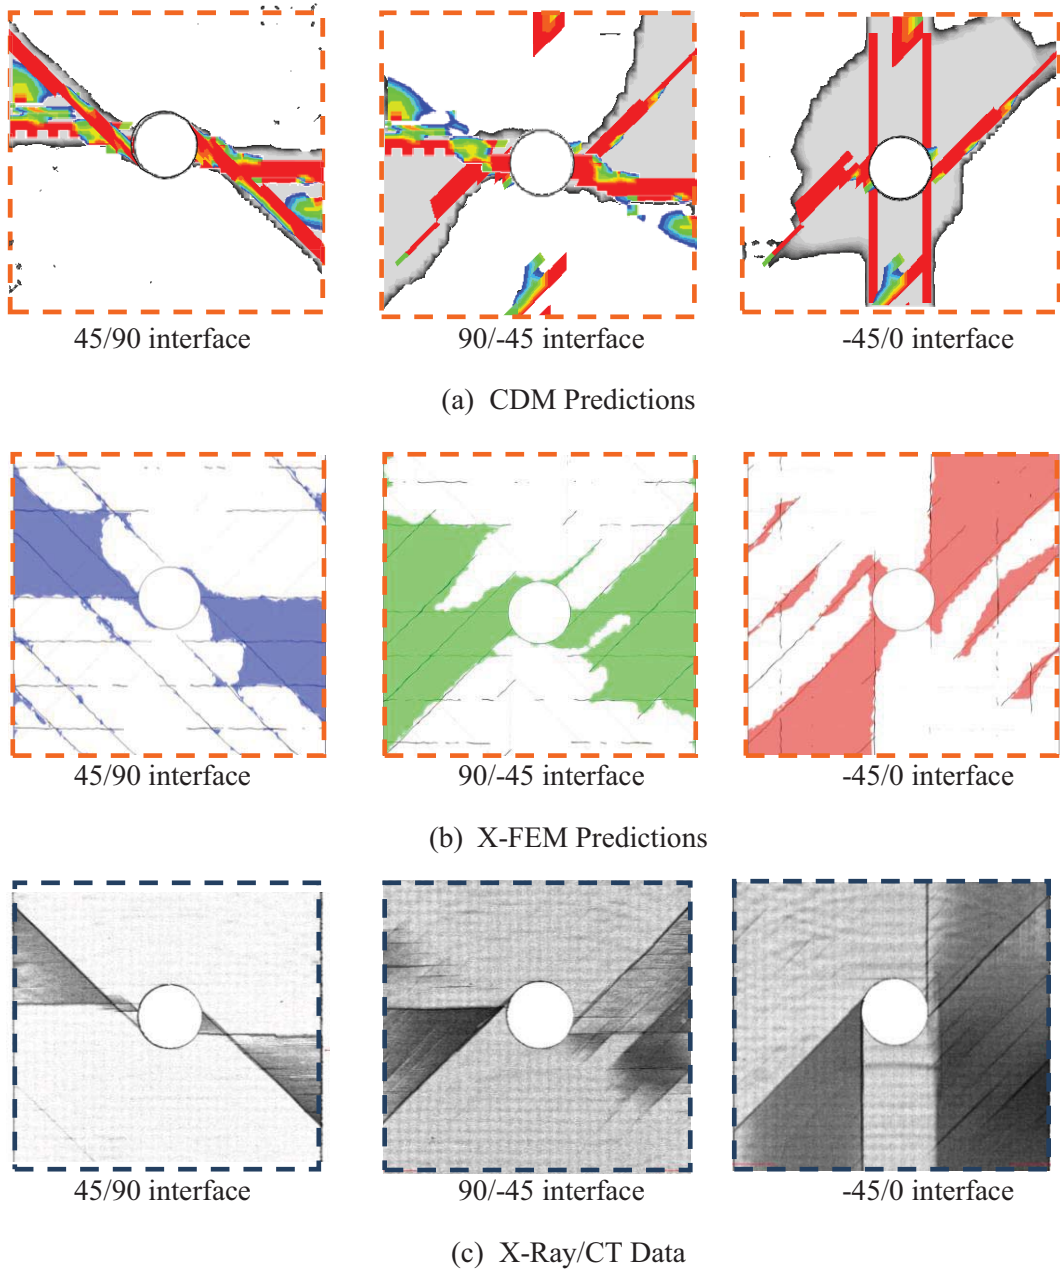 45/90 interface
90/-45 interface
-45/0 interface
(a) CDM Predictions
45/90 interface
90/-45 interface
-45/0 interface
(b) X-FEM Predictions
45/90 interface
90/-45 interface
-45/0 interface
(c) X-Ray/CT Data